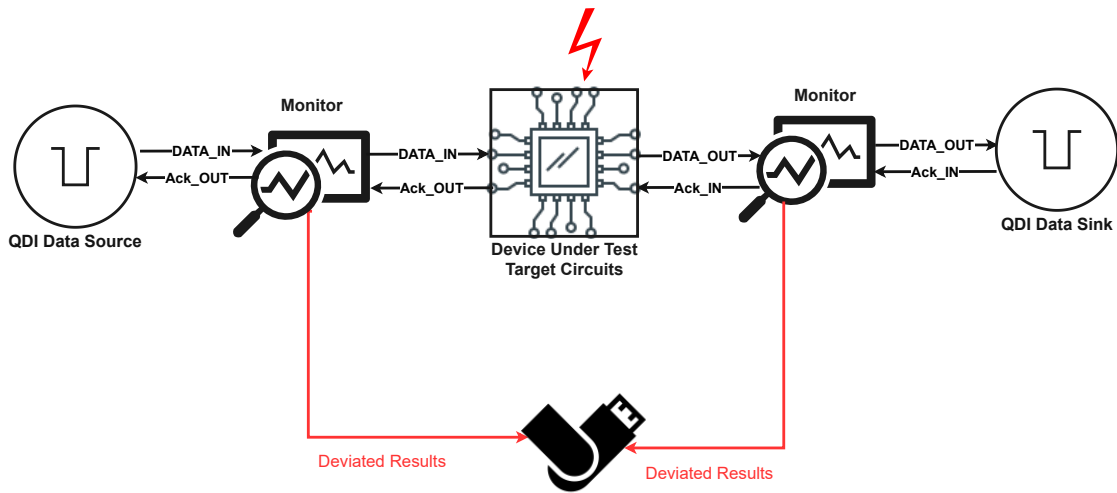 Monitor
Monitor
DATA_IN
DATA_IN
DATA_OUT
DATA_OUT
Ack_OUT
Ack_OUT
Ack_IN
Ack_IN
QDI Data Source
Device Under Test
Target Circuits
QDI Data Sink
Deviated Results
Deviated Results